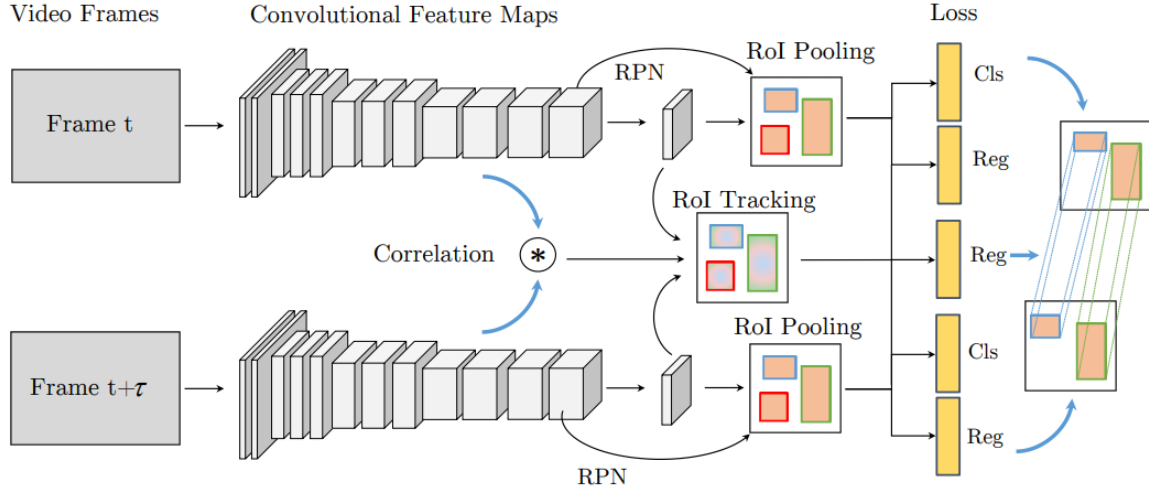 Video Frames
Convolutional Feature Maps
Loss
RoI Pooling
RPN
Cls
Frame t
Reg
RoI Tracking
Correlation
*
Reg
RoI Pooling
Cls
Frame t+τ
Reg
RPN